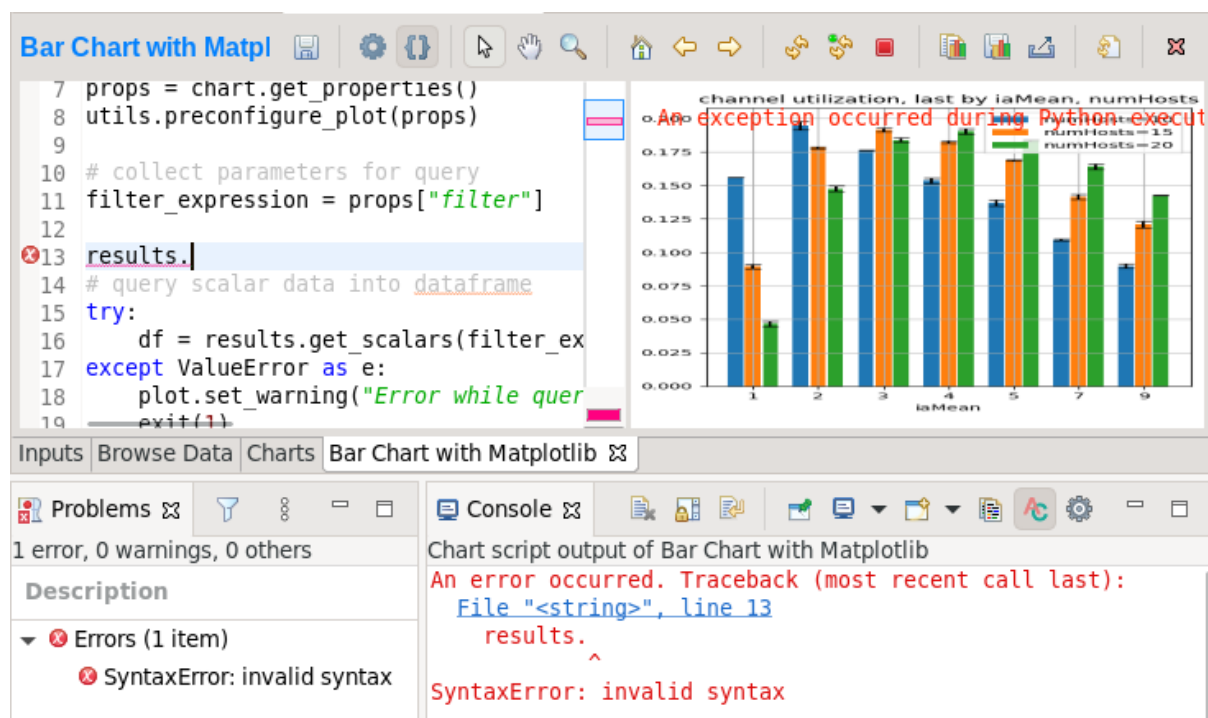 Bar Chart with Matpl
7 props = chart.get_properties()
8 utils.preconfigure_plot(props)
9
10 # collect parameters for query
11 filter_expression = props["filter"]
12
13 results.
14 # query scalar data into dataframe
15 try:
16 df = results.get_scalars(filter_ex
17 except ValueError as e:
18 plot.set_warning("Error while quer
19 exit(1)
channel utilization, last by iaMean, numHosts
An exception occurred during Python execut
numHosts=15
numHosts=20
0.175
0.150
0.125
0.100
0.075
0.050
0.025
0.000
1 2 3 4 5 7 9
iaMean
Inputs Browse Data Charts Bar Chart with Matplotlib
Problems
1 error, 0 warnings, 0 others
Description
Errors (1 item)
SyntaxError: invalid syntax
Console
Chart script output of Bar Chart with Matplotlib
An error occurred. Traceback (most recent call last):
File "<string>", line 13
results.
^
SyntaxError: invalid syntax